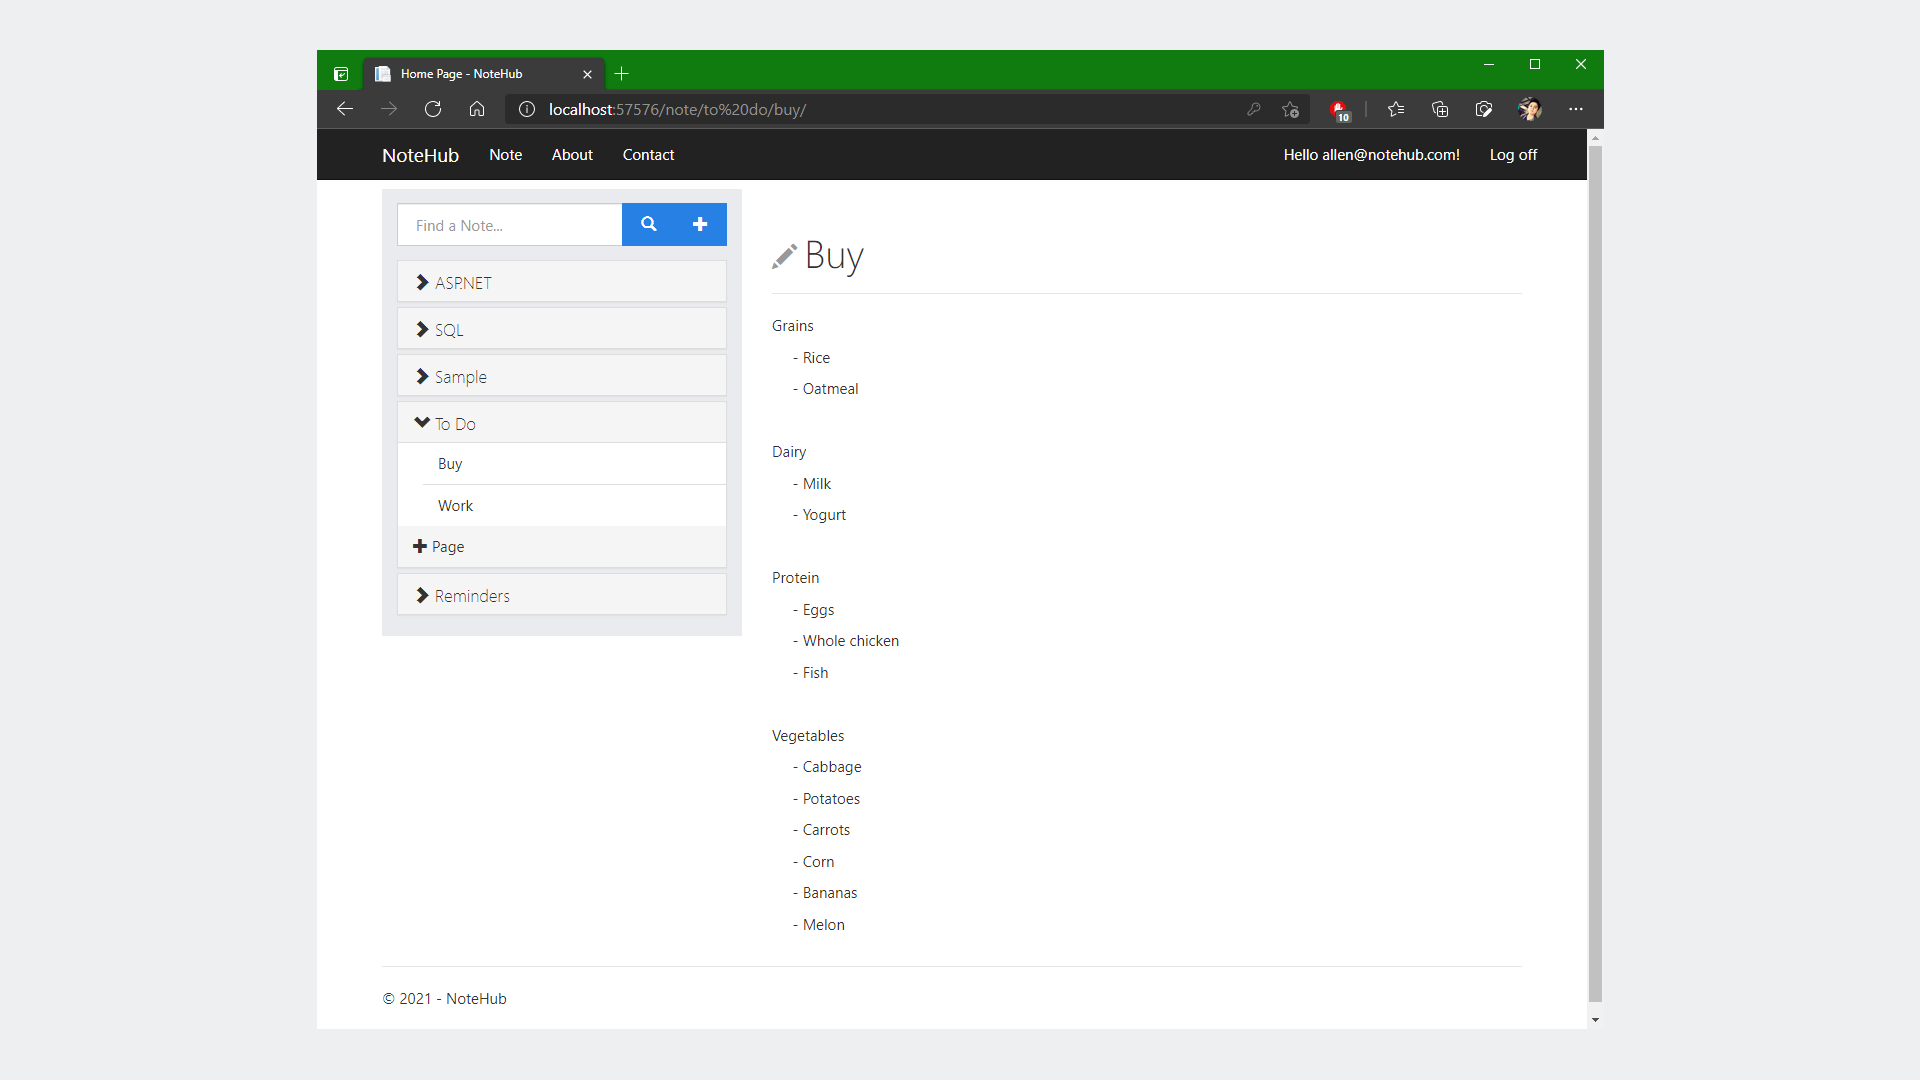 Home Page - NoteHub
localhost:57576/note/to%20do/buy/
10
NoteHub Note About Contact Hello allen@notehub.com! Log off
Find a Note...
ASP.NET
SQL
Sample
To Do
Buy
Work
Page
Reminders
Buy
Grains
- Rice
- Oatmeal
Dairy
- Milk
- Yogurt
Protein
- Eggs
- Whole chicken
- Fish
Vegetables
- Cabbage
- Potatoes
- Carrots
- Corn
- Bananas
- Melon
© 2021 - NoteHub